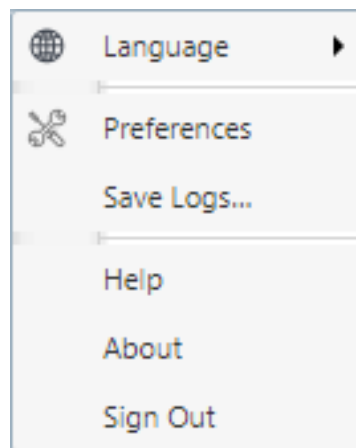 Language
Preferences
Save Logs...
Help
About
Sign Out